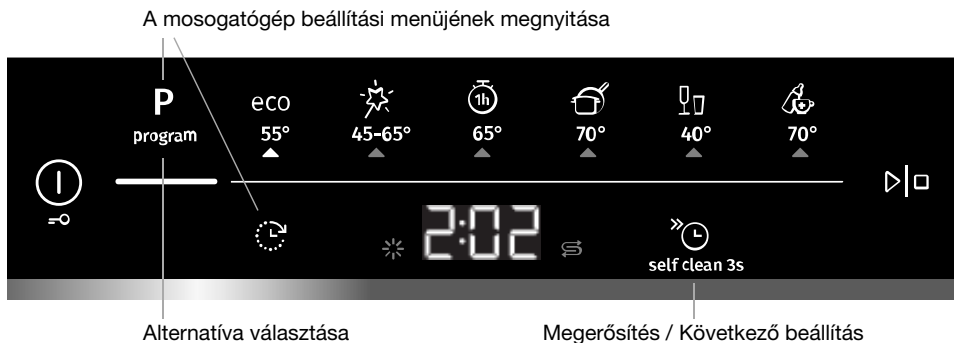 A mosogatógép beállítási menüjének megnyitása
P
program
eco
55°
45-65°
1h
65°
70°
40°
70°
2:02
self clean 3s
Alternatíva választása
Megerősítés / Következő beállítás